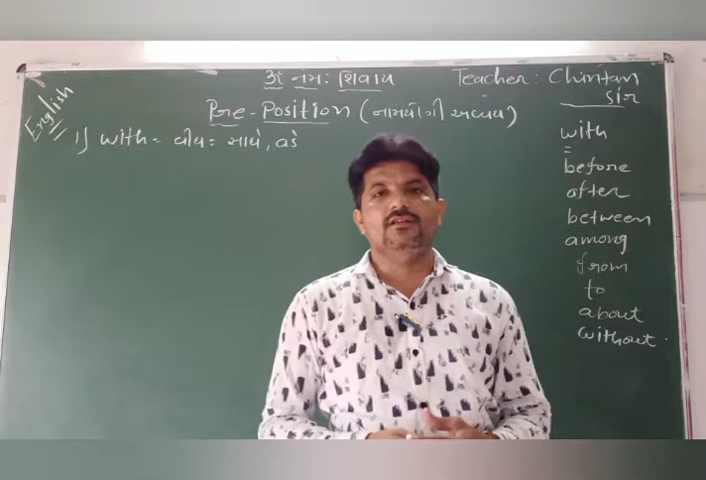 ૐ નમઃ શિવાય
Teacher: Chintan Sir
English
Pre-Position (નામયોગી અવ્યય)
1) with = વીથ = સાથે, વડે
with
=
before
after
between
among
from
to
about
without.